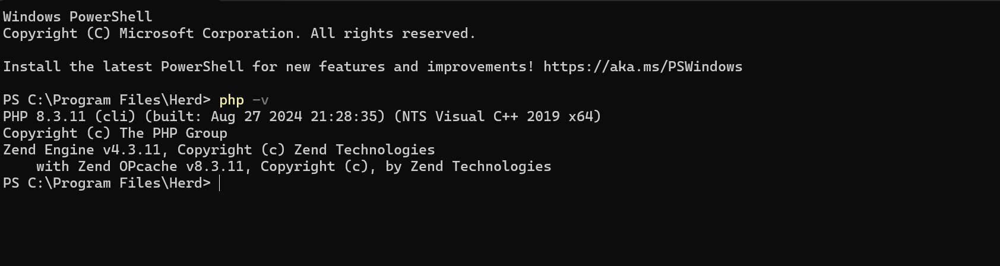 Windows PowerShell
Copyright (C) Microsoft Corporation. All rights reserved.
Install the latest PowerShell for new features and improvements! https://aka.ms/PSWindows
PS C:\Program Files\Herd> php -v
PHP 8.3.11 (cli) (built: Aug 27 2024 21:28:35) (NTS Visual C++ 2019 x64)
Copyright (c) The PHP Group
Zend Engine v4.3.11, Copyright (c) Zend Technologies
    with Zend OPcache v8.3.11, Copyright (c), by Zend Technologies
PS C:\Program Files\Herd>